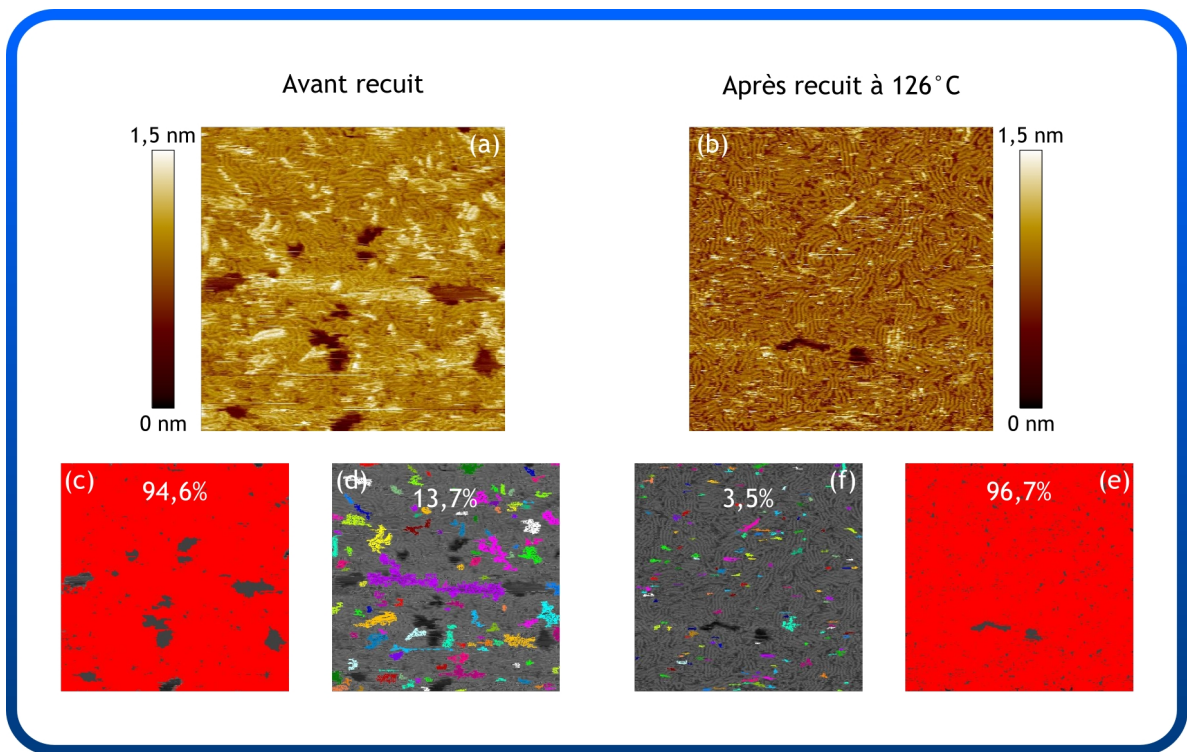 Avant recuit
Après recuit à 126°C
1,5 nm
(a)
(b)
1,5 nm
0 nm
0 nm
(c)
94,6%
(d)
13,7%
3,5%
(f)
96,7%
(e)